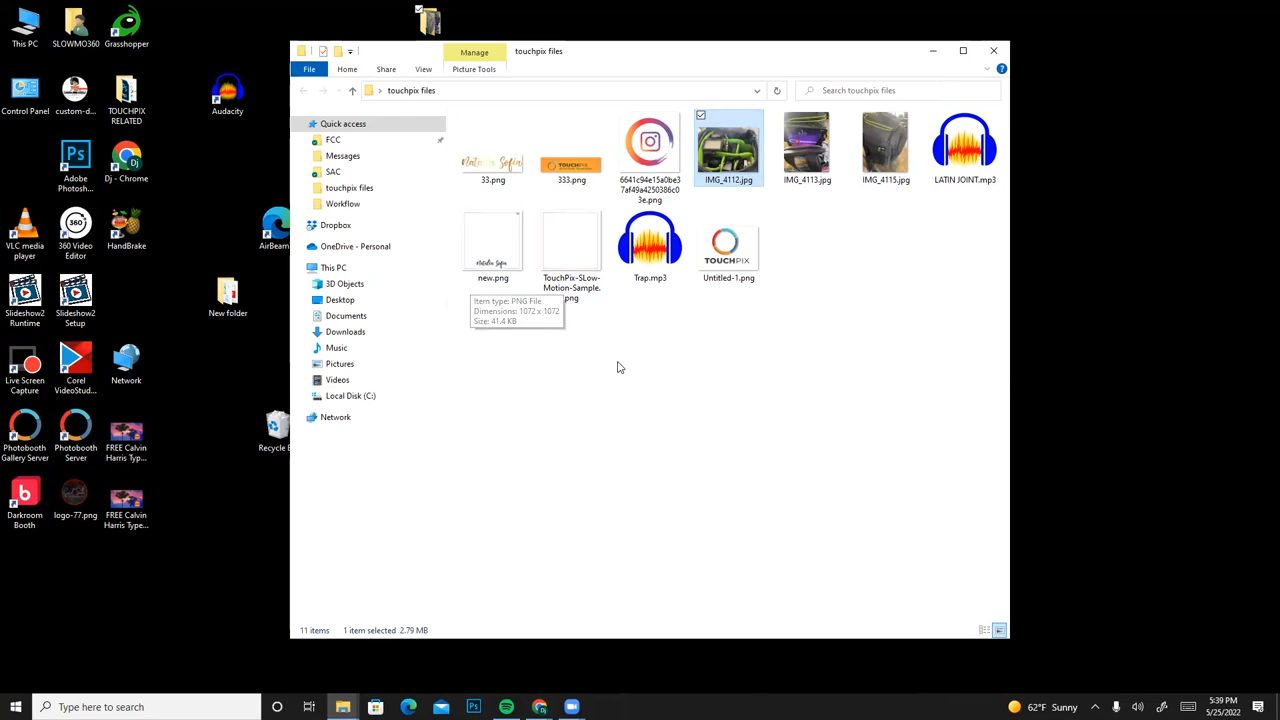 This PC
SLOWMO360
Grasshopper
Control Panel
custom-d...
TOUCHPIX
RELATED
Audacity
Adobe
Photosh...
Dj - Chrome
VLC media
player
360 Video
Editor
HandBrake
AirBeam
Slideshow2
Runtime
Slideshow2
Setup
New folder
Live Screen
Capture
Corel
VideoStud...
Network
Photobooth
Gallery Server
Photobooth
Server
FREE Calvin
Harris Typ...
Recycle B
Darkroom
Booth
logo-77.png
FREE Calvin
Harris Type...
Manage
touchpix files
File
Home
Share
View
Picture Tools
touchpix files
Search touchpix files
Quick access
FCC
Messages
SAC
touchpix files
Workflow
Dropbox
OneDrive - Personal
This PC
3D Objects
Desktop
Documents
Downloads
Music
Pictures
Videos
Local Disk (C:)
Network
Natalia Sofia
33.png
TOUCHPIX
333.png
6641c94e15a0be3
7af49a4250386c0
3e.png
IMG_4112.jpg
IMG_4113.jpg
IMG_4115.jpg
LATIN JOINT.mp3
Natalia Sofia
new.png
TouchPix-SLow-
Motion-Sample.
png
Trap.mp3
TOUCHPIX
Untitled-1.png
Item type: PNG File
Dimensions: 1072 x 1072
Size: 41.4 KB
11 items
1 item selected 2.79 MB
Type here to search
62°F Sunny
5:39 PM
5/25/2022